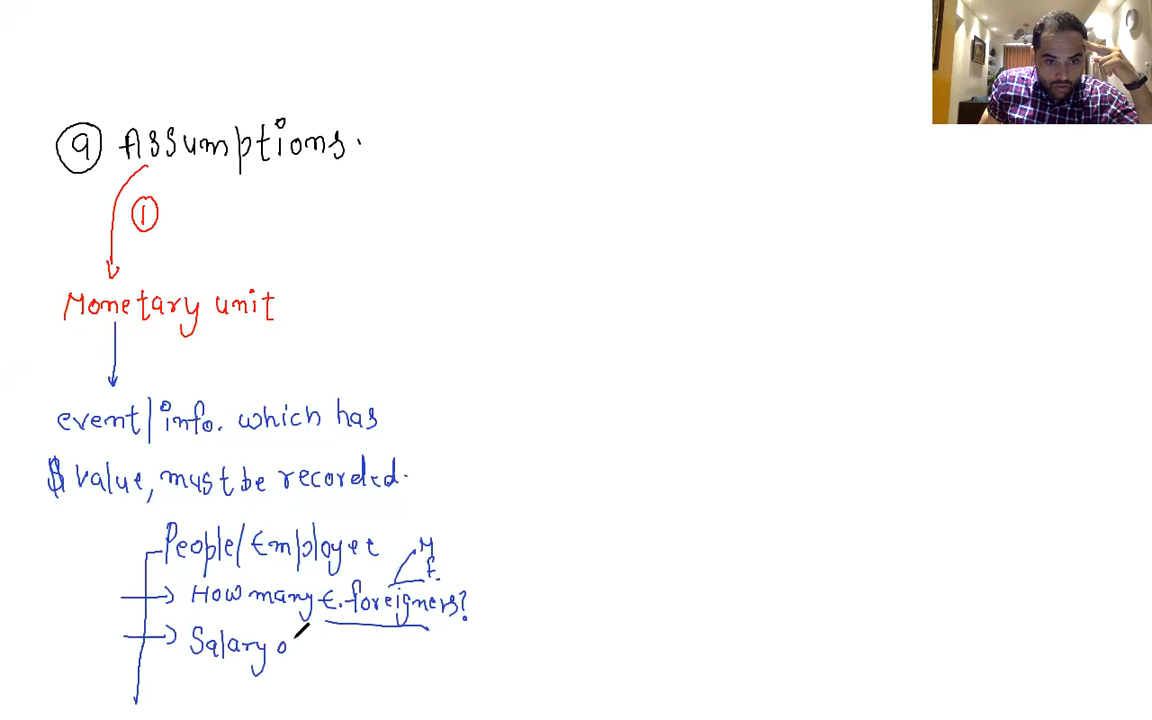 9 Assumptions.
1
Monetary unit
event/info. which has
$ value, must be recorded.
People/Employee
M
F.
How many E. foreigners?
Salary o